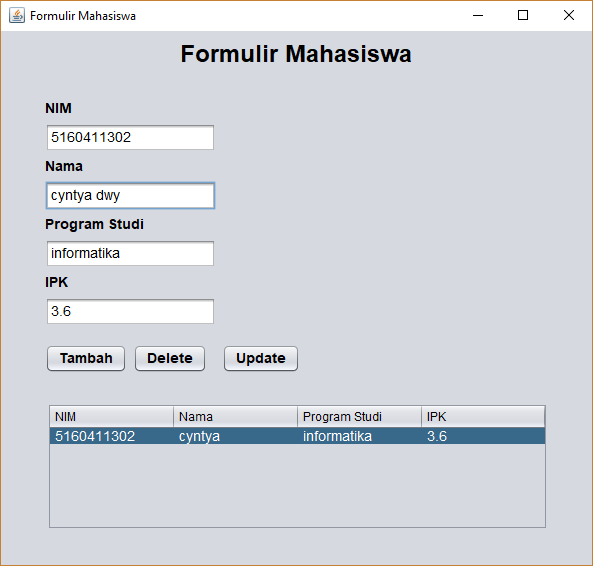 Formulir Mahasiswa
Formulir Mahasiswa
NIM
5160411302
Nama
cyntya dwy
Program Studi
informatika
IPK
3.6
Tambah Delete Update
NIM Nama Program Studi IPK
5160411302 cyntya informatika 3.6